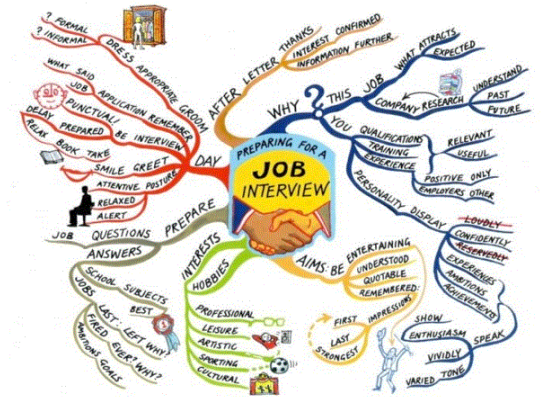 PREPARING FOR A
JOB
INTERVIEW
WHY
?
THIS
JOB
WHAT ATTRACTS
EXPECTED
COMPANY RESEARCH
UNDERSTAND
PAST
FUTURE
YOU
QUALIFICATIONS
TRAINING
EXPERIENCE
RELEVANT
USEFUL
POSITIVE ONLY
EMPLOYERS OTHER
PERSONALITY DISPLAY
LOUDLY
CONFIDENTLY
RESERVEDLY
EXPERIENCES
AMBITIONS
ACHIEVEMENTS
SPEAK
SHOW
ENTHUSIASM
VIVIDLY
VARIED TONE
AIMS: BE
ENTERTAINING
UNDERSTOOD
QUOTABLE
REMEMBERED:
FIRST
IMPRESSIONS
LAST
STRONGEST
INTERESTS
HOBBIES
PROFESSIONAL
LEISURE
ARTISTIC
SPORTING
CULTURAL
PREPARE
QUESTIONS
JOB
ANSWERS
SCHOOL SUBJECTS
BEST
JOBS
LAST: LEFT WHY?
FIRED EVER? WHY?
AMBITIONS GOALS
DAY
GROOM
DRESS APPROPRIATE
? FORMAL
? INFORMAL
REMEMBER
APPLICATION
WHAT SAID
JOB
INTERVIEW
BE
PUNCTUAL!
PREPARED
DELAY
RELAX
BOOK TAKE
SMILE GREET
ATTENTIVE POSTURE
RELAXED
ALERT
AFTER
LETTER
THANKS
INTEREST CONFIRMED
INFORMATION FURTHER